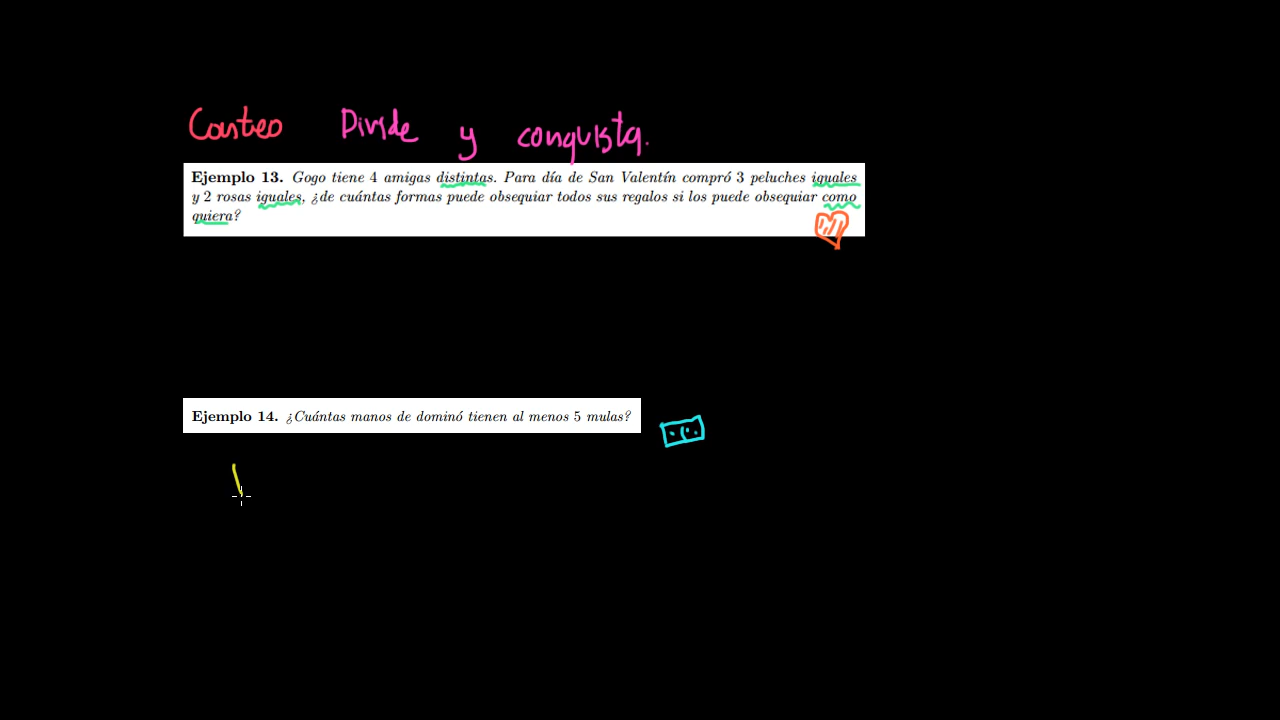 Conteo Divide y conquista.
Ejemplo 13. Gogo tiene 4 amigas distintas. Para día de San Valentín compró 3 peluches iguales
y 2 rosas iguales, ¿de cuántas formas puede obsequiar todos sus regalos si los puede obsequiar como
quiera?
Ejemplo 14. ¿Cuántas manos de dominó tienen al menos 5 mulas?